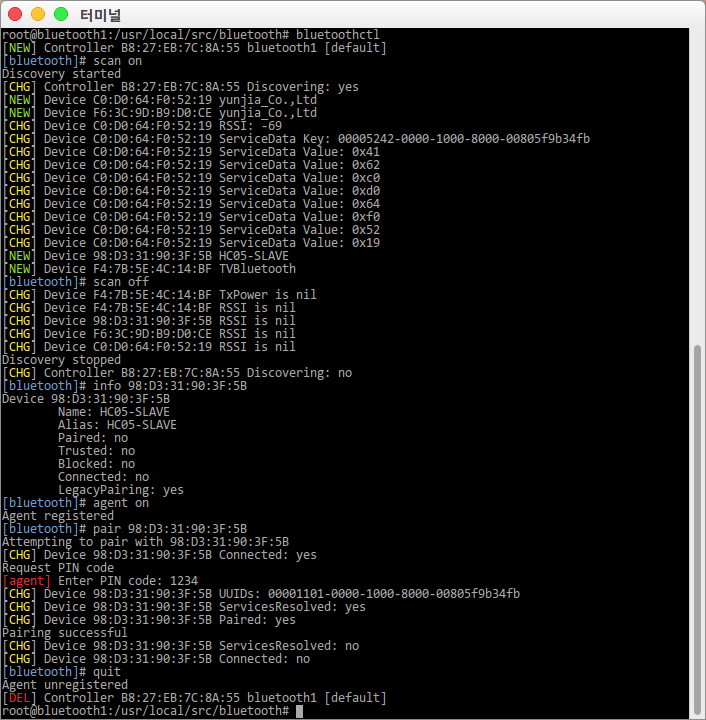 터미널
root@bluetooth1:/usr/local/src/bluetooth# bluetoothctl
[NEW] Controller B8:27:EB:7C:8A:55 bluetooth1 [default]
[bluetooth]# scan on
Discovery started
[CHG] Controller B8:27:EB:7C:8A:55 Discovering: yes
[NEW] Device C0:D0:64:F0:52:19 yunjia_Co.,Ltd
[NEW] Device F6:3C:9D:B9:D0:CE yunjia_Co.,Ltd
[CHG] Device C0:D0:64:F0:52:19 RSSI: -69
[CHG] Device C0:D0:64:F0:52:19 ServiceData Key: 00005242-0000-1000-8000-00805f9b34fb
[CHG] Device C0:D0:64:F0:52:19 ServiceData Value: 0x41
[CHG] Device C0:D0:64:F0:52:19 ServiceData Value: 0x62
[CHG] Device C0:D0:64:F0:52:19 ServiceData Value: 0xc0
[CHG] Device C0:D0:64:F0:52:19 ServiceData Value: 0xd0
[CHG] Device C0:D0:64:F0:52:19 ServiceData Value: 0x64
[CHG] Device C0:D0:64:F0:52:19 ServiceData Value: 0xf0
[CHG] Device C0:D0:64:F0:52:19 ServiceData Value: 0x52
[CHG] Device C0:D0:64:F0:52:19 ServiceData Value: 0x19
[NEW] Device 98:D3:31:90:3F:5B HC05-SLAVE
[NEW] Device F4:7B:5E:4C:14:BF TVBluetooth
[bluetooth]# scan off
[CHG] Device F4:7B:5E:4C:14:BF TxPower is nil
[CHG] Device F4:7B:5E:4C:14:BF RSSI is nil
[CHG] Device 98:D3:31:90:3F:5B RSSI is nil
[CHG] Device F6:3C:9D:B9:D0:CE RSSI is nil
[CHG] Device C0:D0:64:F0:52:19 RSSI is nil
Discovery stopped
[CHG] Controller B8:27:EB:7C:8A:55 Discovering: no
[bluetooth]# info 98:D3:31:90:3F:5B
Device 98:D3:31:90:3F:5B
Name: HC05-SLAVE
Alias: HC05-SLAVE
Paired: no
Trusted: no
Blocked: no
Connected: no
LegacyPairing: yes
[bluetooth]# agent on
Agent registered
[bluetooth]# pair 98:D3:31:90:3F:5B
Attempting to pair with 98:D3:31:90:3F:5B
[CHG] Device 98:D3:31:90:3F:5B Connected: yes
Request PIN code
[agent] Enter PIN code: 1234
[CHG] Device 98:D3:31:90:3F:5B UUIDs: 00001101-0000-1000-8000-00805f9b34fb
[CHG] Device 98:D3:31:90:3F:5B ServicesResolved: yes
[CHG] Device 98:D3:31:90:3F:5B Paired: yes
Pairing successful
[CHG] Device 98:D3:31:90:3F:5B ServicesResolved: no
[CHG] Device 98:D3:31:90:3F:5B Connected: no
[bluetooth]# quit
Agent unregistered
[DEL] Controller B8:27:EB:7C:8A:55 bluetooth1 [default]
root@bluetooth1:/usr/local/src/bluetooth#